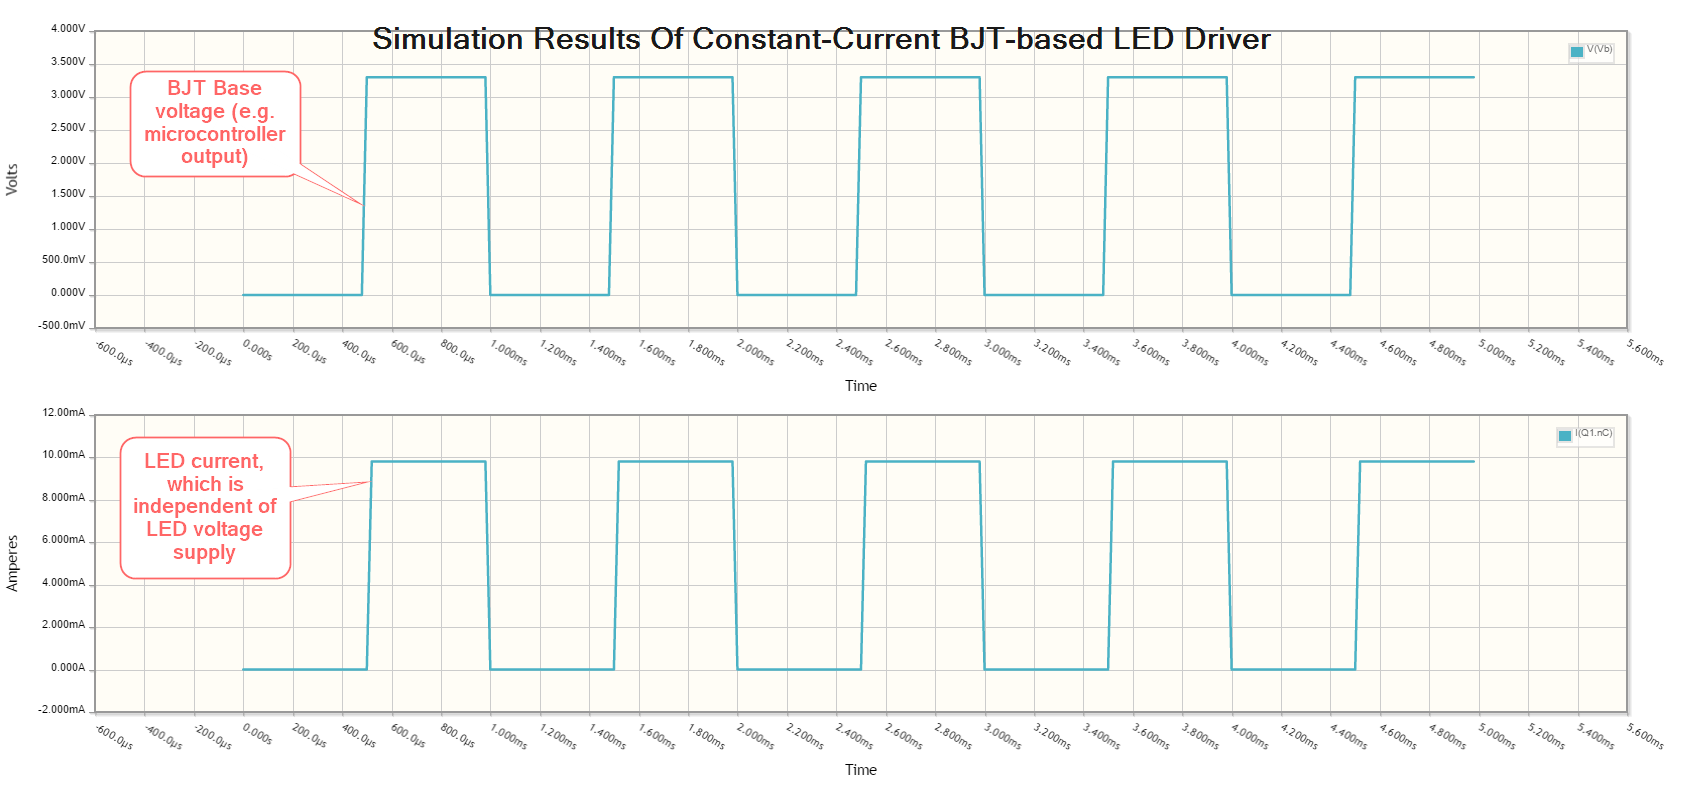 Simulation Results Of Constant-Current BJT-based LED Driver
4.000V
3.500V
3.000V
2.500V
2.000V
1.500V
1.000V
500.0mV
0.000V
-500.0mV
Volts
V(Vb)
BJT Base
voltage (e.g.
microcontroller
output)
-600.0µs -400.0µs -200.0µs 0.000s 200.0µs 400.0µs 600.0µs 800.0µs 1.000ms 1.200ms 1.400ms 1.600ms 1.800ms 2.000ms 2.200ms 2.400ms 2.600ms 2.800ms 3.000ms 3.200ms 3.400ms 3.600ms 3.800ms 4.000ms 4.200ms 4.400ms 4.600ms 4.800ms 5.000ms 5.200ms 5.400ms 5.600ms
Time
12.00mA
10.00mA
8.000mA
6.000mA
4.000mA
2.000mA
0.000A
-2.000mA
Amperes
I(Q1.nC)
LED current,
which is
independent of
LED voltage
supply
-600.0µs -400.0µs -200.0µs 0.000s 200.0µs 400.0µs 600.0µs 800.0µs 1.000ms 1.200ms 1.400ms 1.600ms 1.800ms 2.000ms 2.200ms 2.400ms 2.600ms 2.800ms 3.000ms 3.200ms 3.400ms 3.600ms 3.800ms 4.000ms 4.200ms 4.400ms 4.600ms 4.800ms 5.000ms 5.200ms 5.400ms 5.600ms
Time